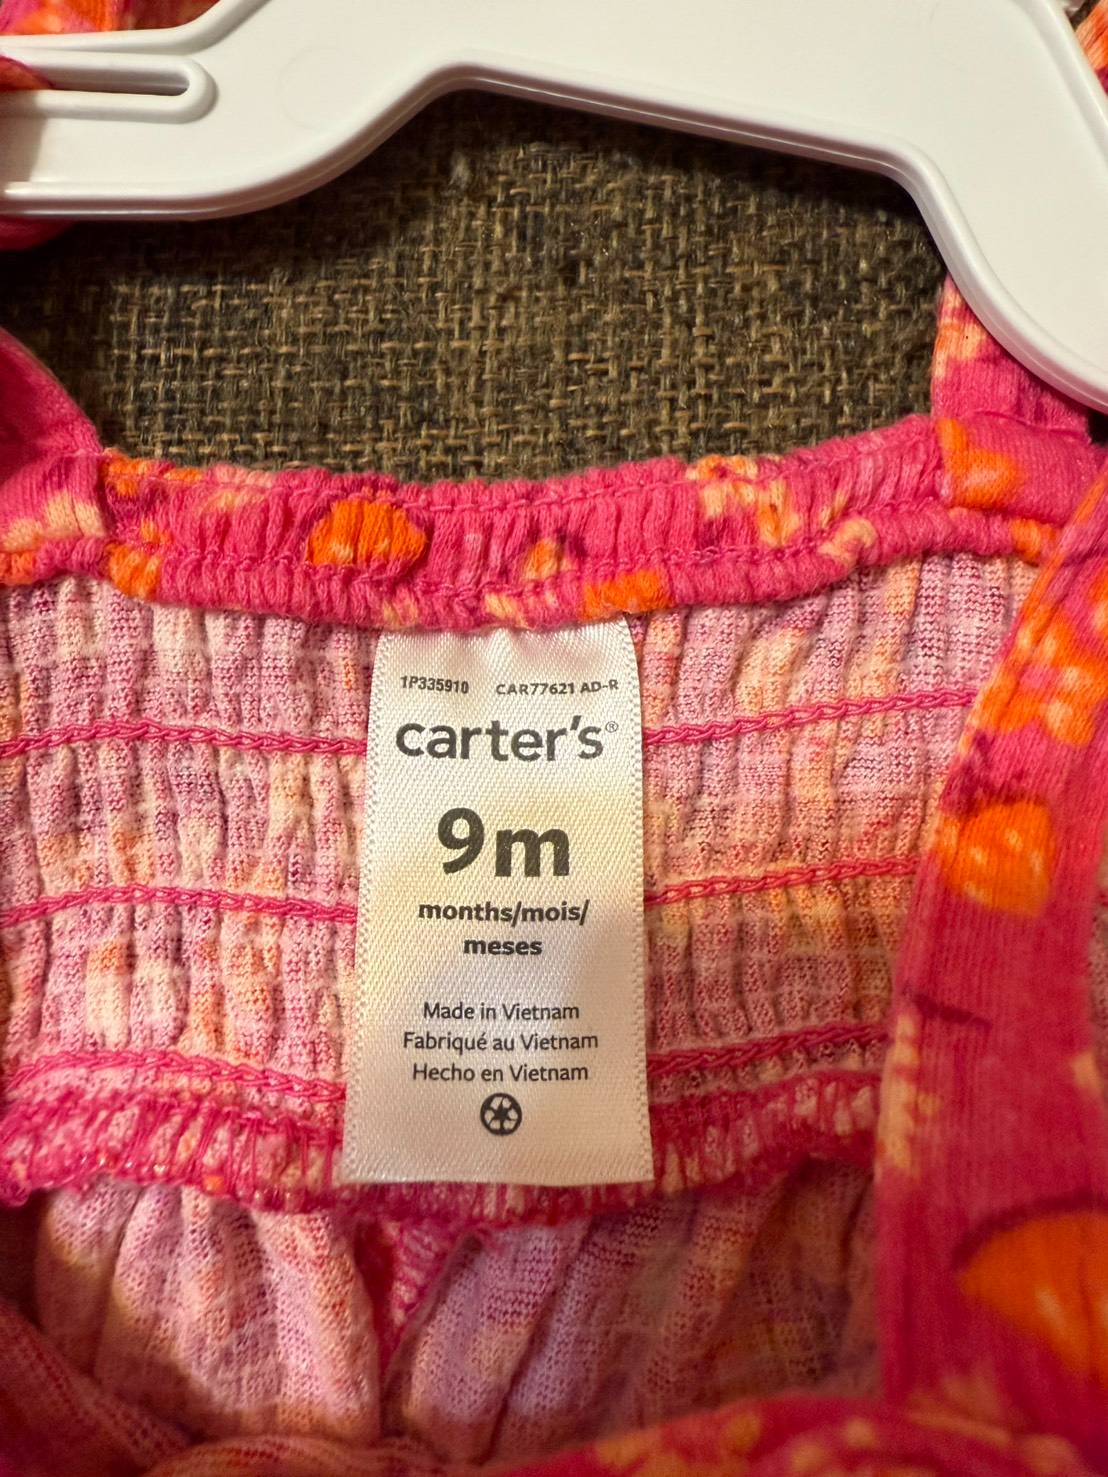 1P335910 CAR77621 AD-R
carter's®
9m
months/mois/
meses
Made in Vietnam
Fabriqué au Vietnam
Hecho en Vietnam